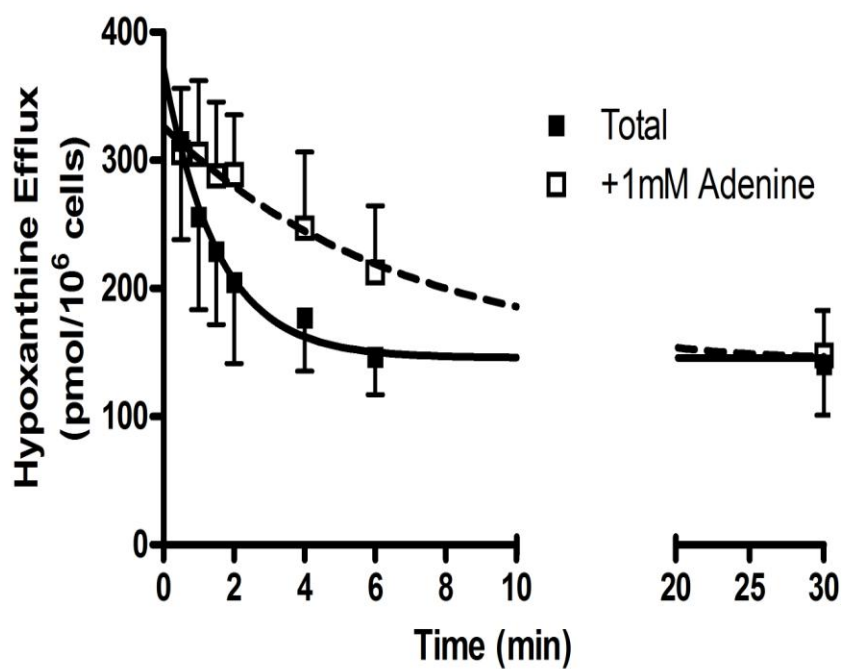 400
300
200
100
0
Hypoxanthine Efflux
(pmol/10⁶ cells)
Total
+1mM Adenine
0 2 4 6 8 10 20 25 30
Time (min)